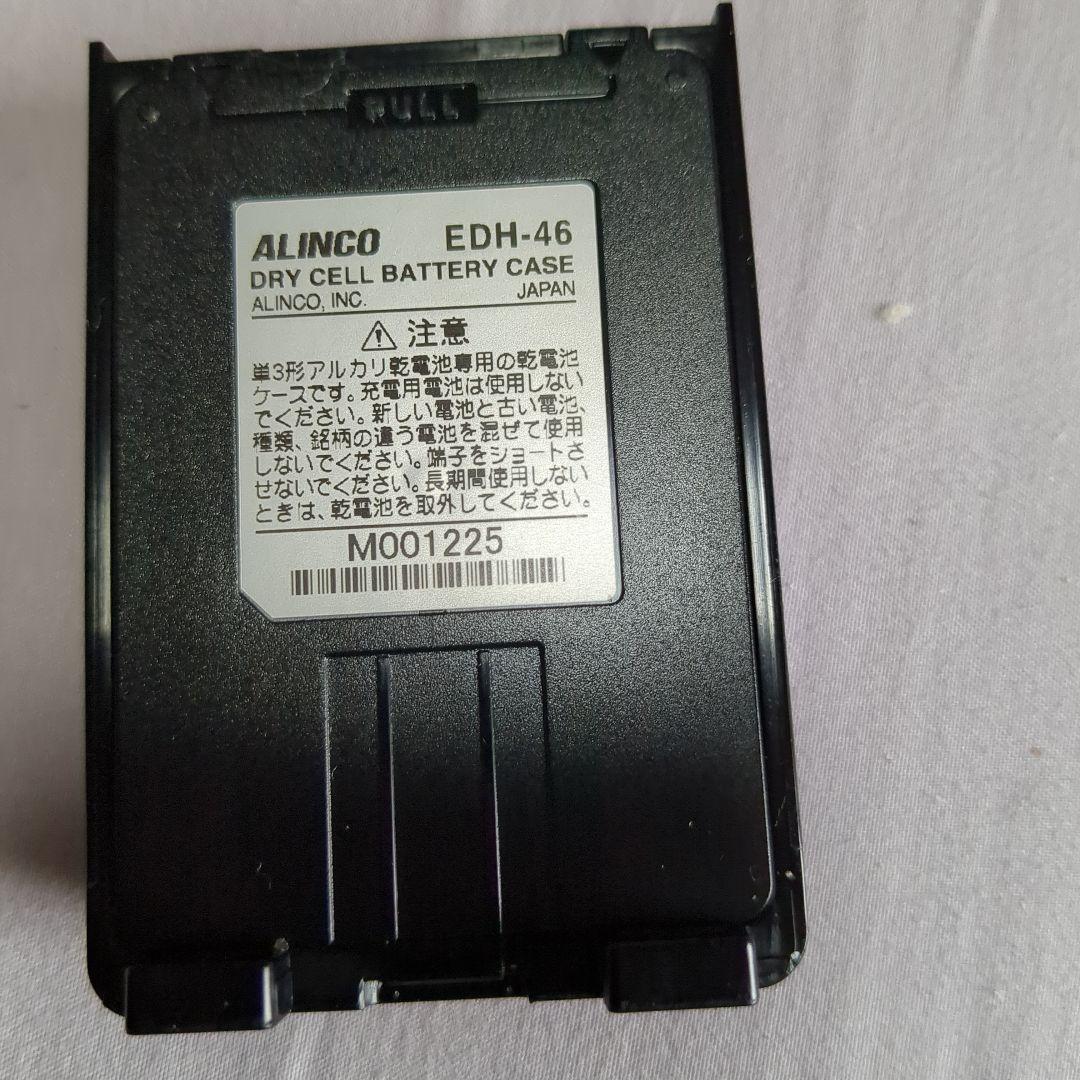 PULL
ALINCO EDH-46
DRY CELL BATTERY CASE
ALINCO, INC. JAPAN
注意
単3形アルカリ乾電池専用の乾電池
ケースです。充電用電池は使用しない
でください。新しい電池と古い電池、
種類、銘柄の違う電池を混ぜて使用
しないでください。端子をショートさ
せないでください。長期間使用しない
ときは、乾電池を取外してください。
M001225